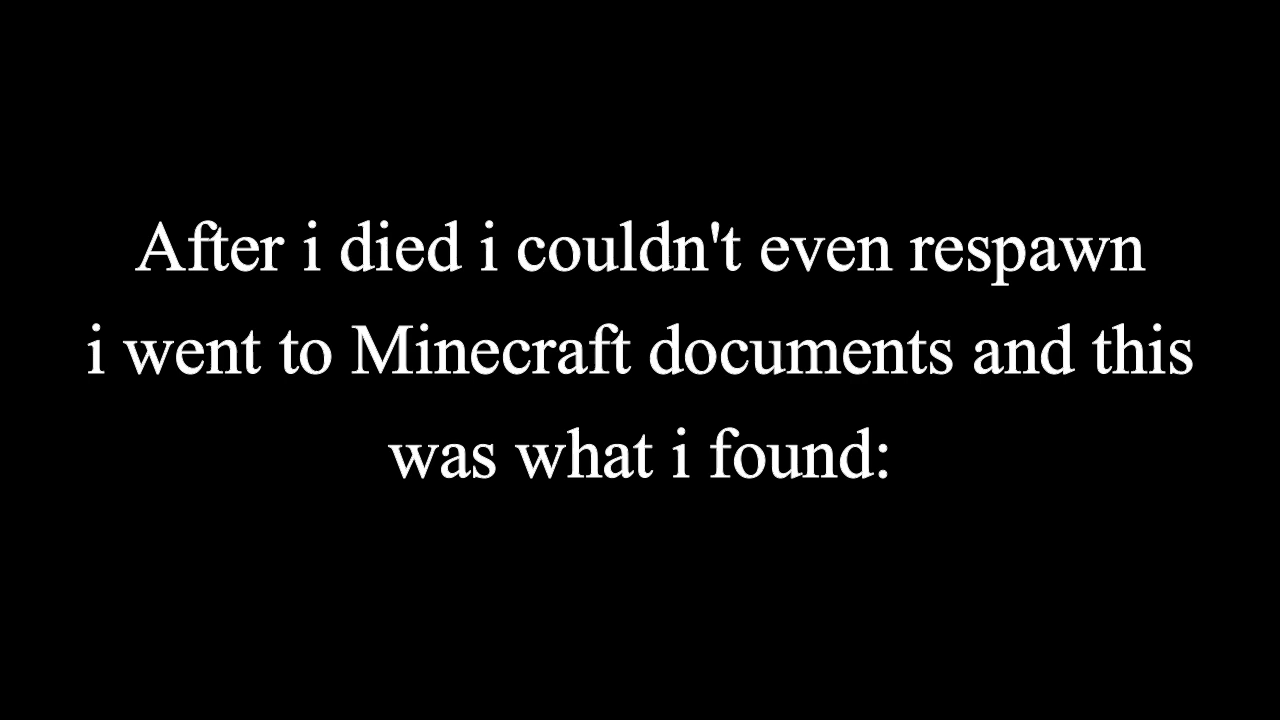 After i died i couldn't even respawn
i went to Minecraft documents and this
was what i found: